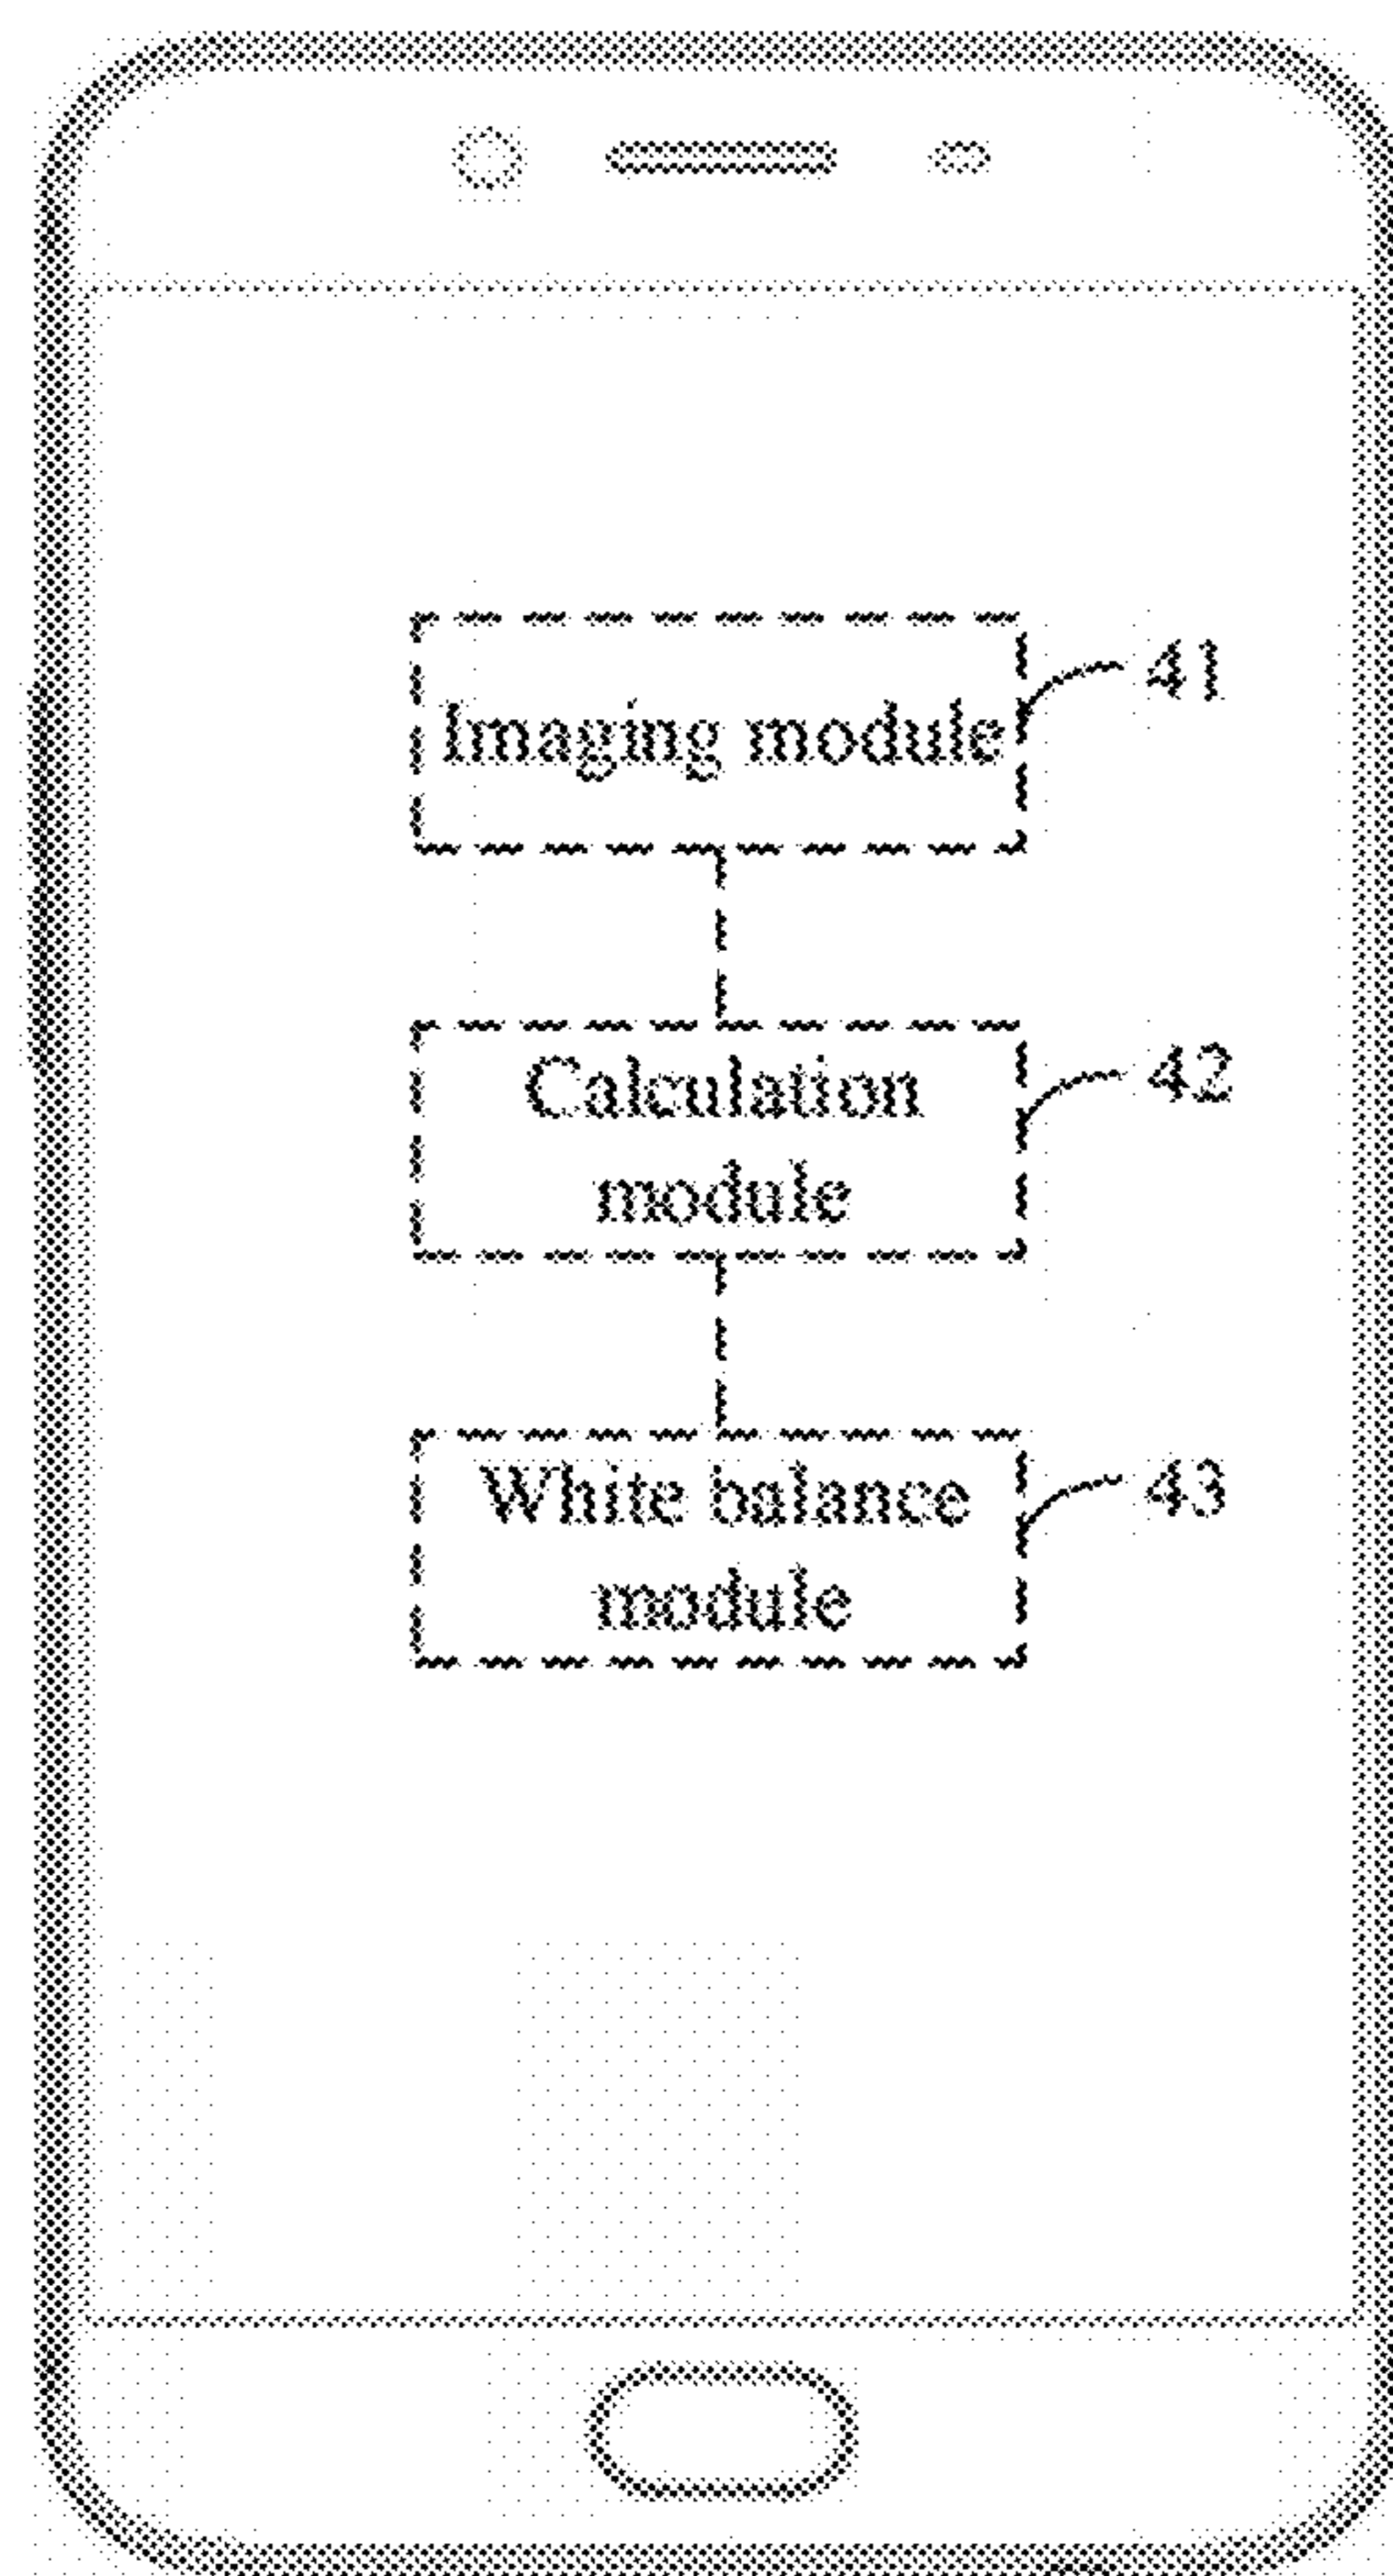 Imaging module
41
Calculation
module
42
White balance
module
43